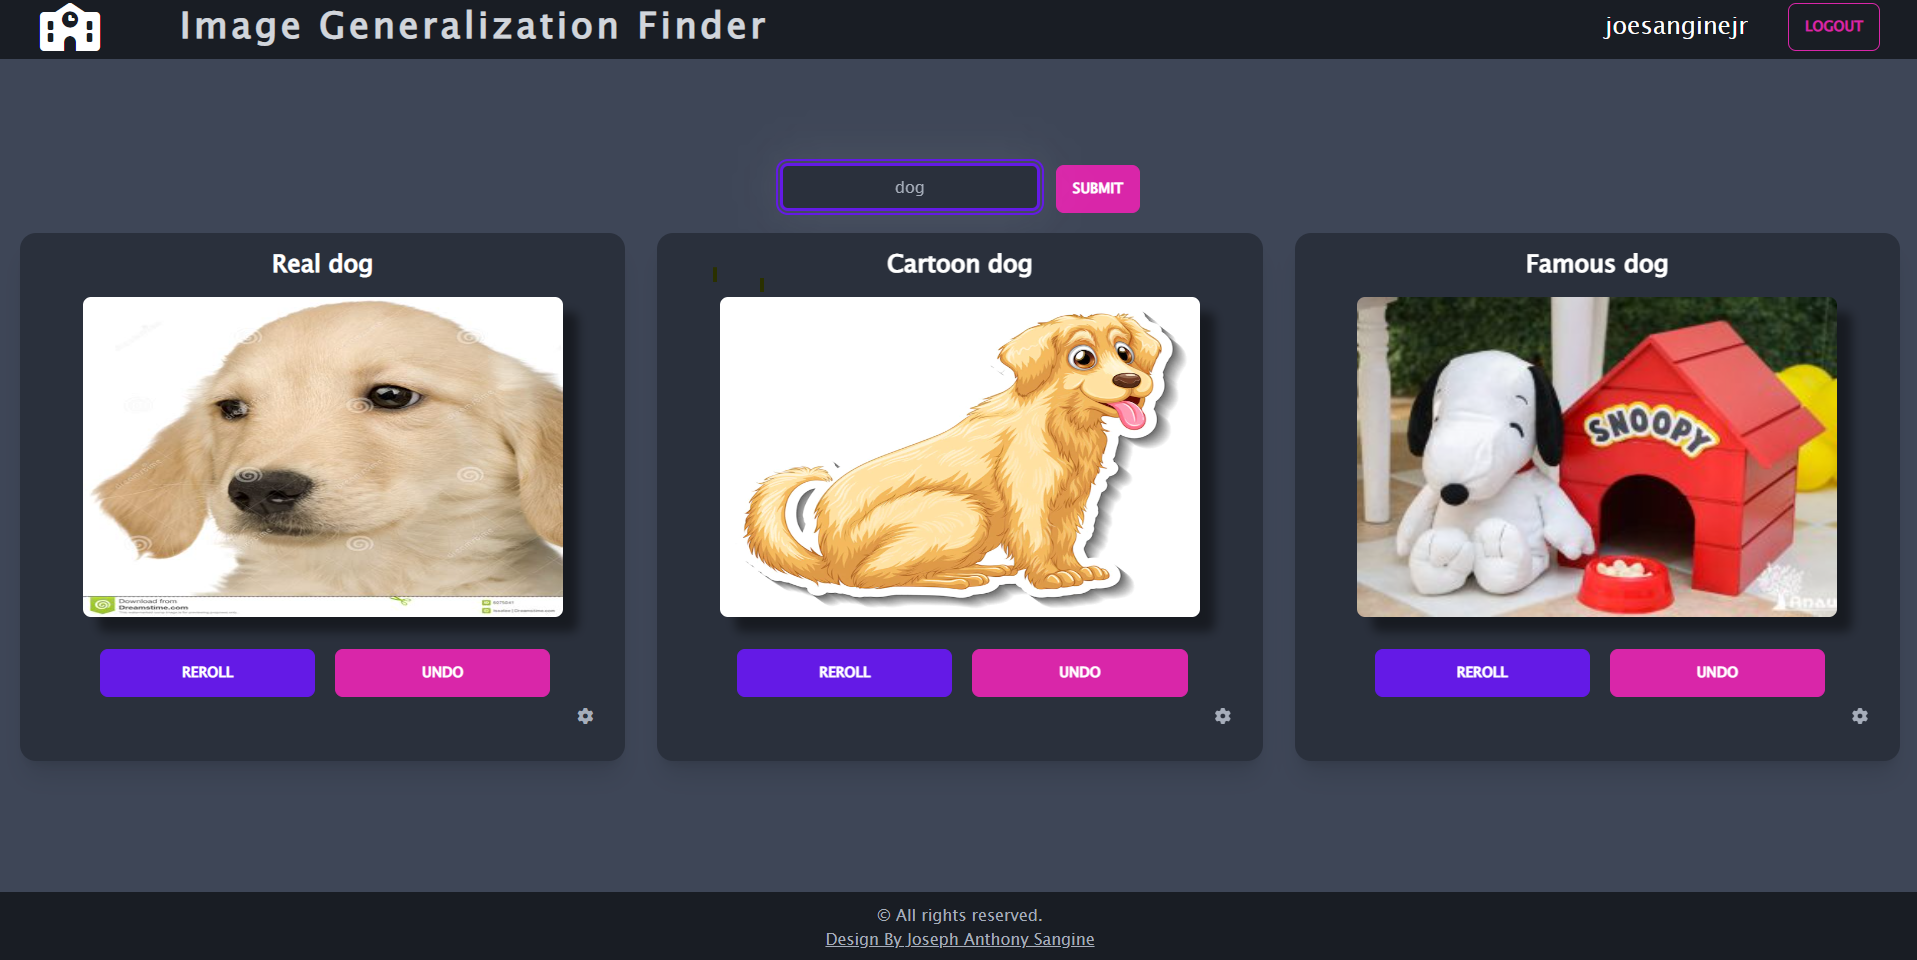 Image Generalization Finder
joesanginejr
LOGOUT
dog
SUBMIT
Real dog
Cartoon dog
Famous dog
SNOOPY
Download from
Dreamstime.com
REROLL
UNDO
REROLL
UNDO
REROLL
UNDO
© All rights reserved.
Design By Joseph Anthony Sangine